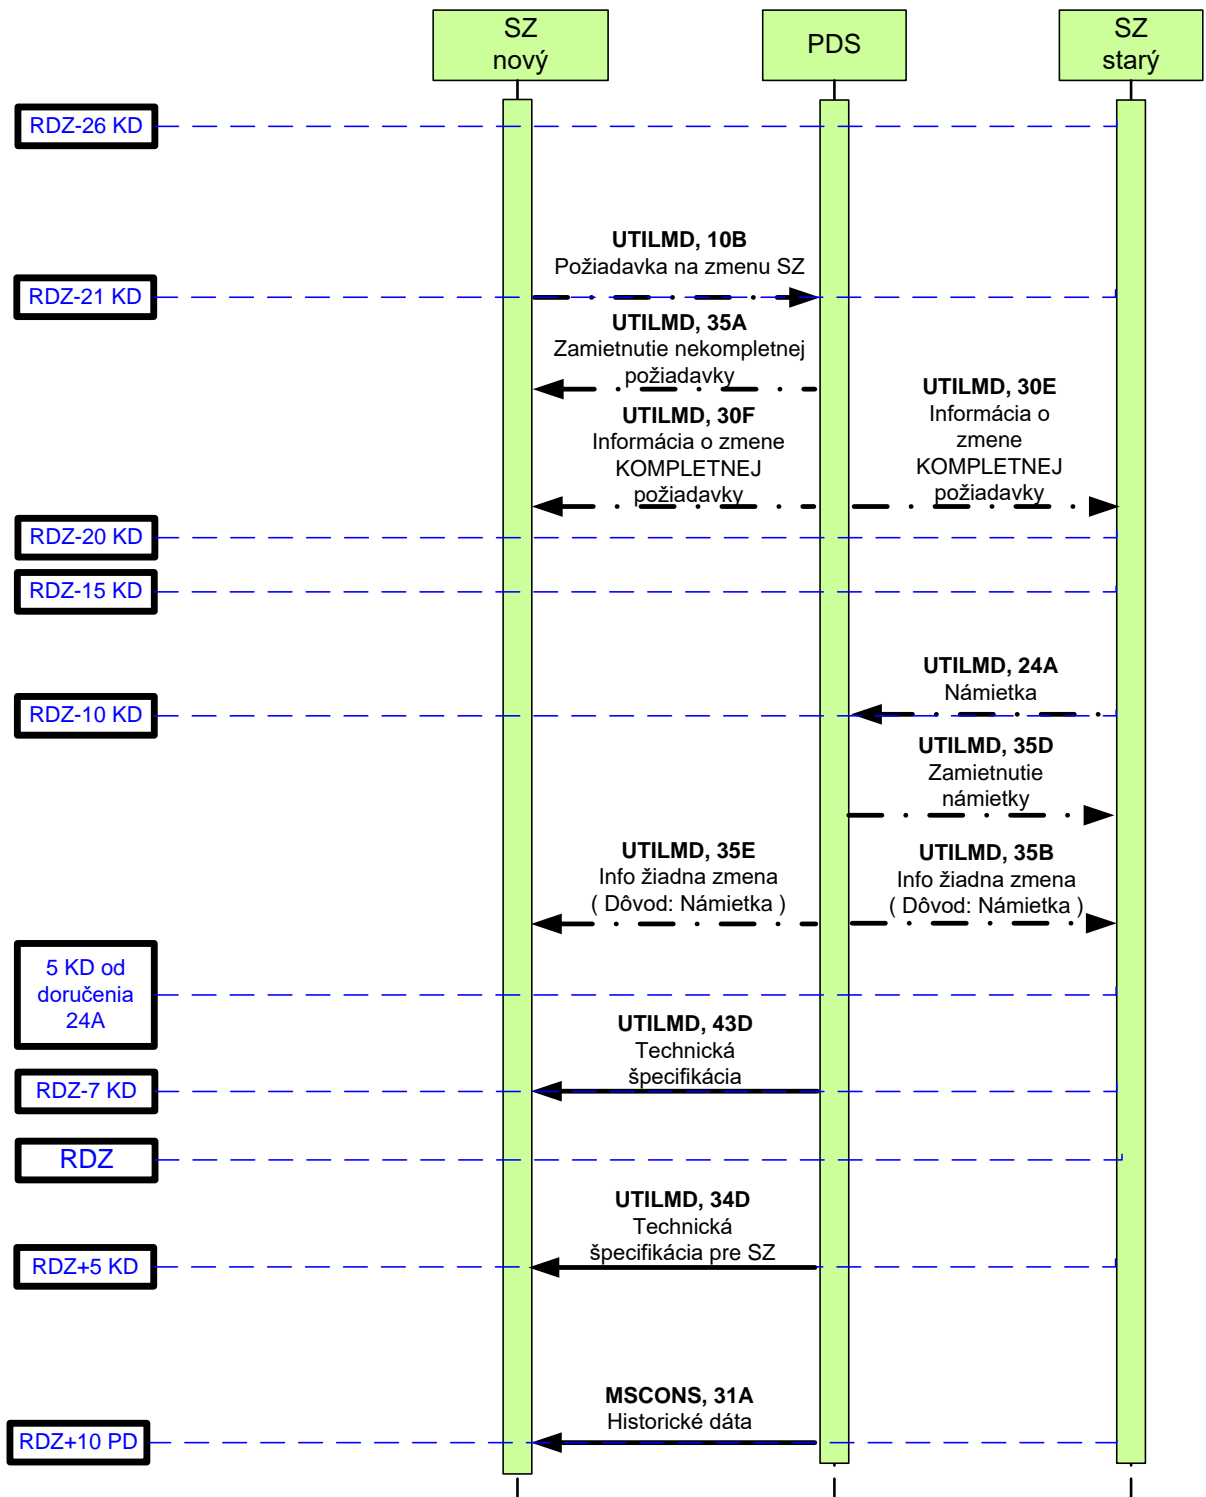 SZ
nový
PDS
SZ
starý
RDZ-26 KD
UTILMD, 10B
Požiadavka na zmenu SZ
RDZ-21 KD
UTILMD, 35A
Zamietnutie nekompletnej
požiadavky
UTILMD, 30F
Informácia o zmene
KOMPLETNEJ
požiadavky
UTILMD, 30E
Informácia o
zmene
KOMPLETNEJ
požiadavky
RDZ-20 KD
RDZ-15 KD
UTILMD, 24A
Námietka
RDZ-10 KD
UTILMD, 35D
Zamietnutie
námietky
UTILMD, 35E
Info žiadna zmena
( Dôvod: Námietka )
UTILMD, 35B
Info žiadna zmena
( Dôvod: Námietka )
5 KD od
doručenia
24A
UTILMD, 43D
Technická
špecifikácia
RDZ-7 KD
RDZ
UTILMD, 34D
Technická
špecifikácia pre SZ
RDZ+5 KD
MSCONS, 31A
Historické dáta
RDZ+10 PD